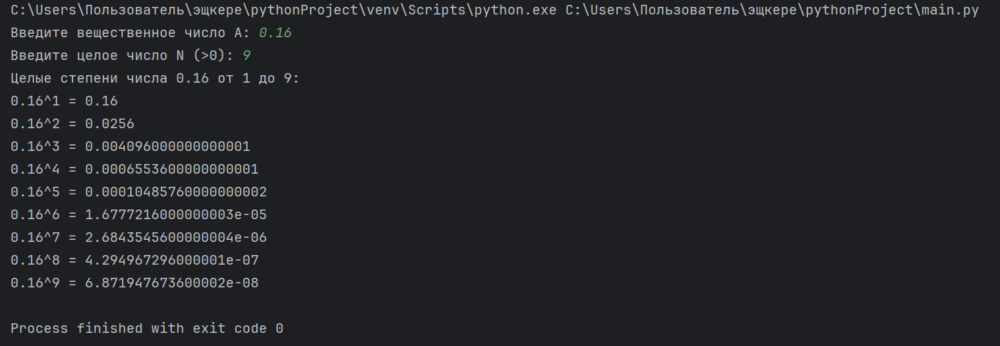 C:\Users\Пользователь\эщкере\pythonProject\venv\Scripts\python.exe C:\Users\Пользователь\эщкере\pythonProject\main.py
Введите вещественное число A: 0.16
Введите целое число N (>0): 9
Целые степени числа 0.16 от 1 до 9:
0.16^1 = 0.16
0.16^2 = 0.0256
0.16^3 = 0.004096000000000001
0.16^4 = 0.0006553600000000001
0.16^5 = 0.00010485760000000002
0.16^6 = 1.6777216000000003e-05
0.16^7 = 2.6843545600000004e-06
0.16^8 = 4.294967296000001e-07
0.16^9 = 6.871947673600002e-08
Process finished with exit code 0